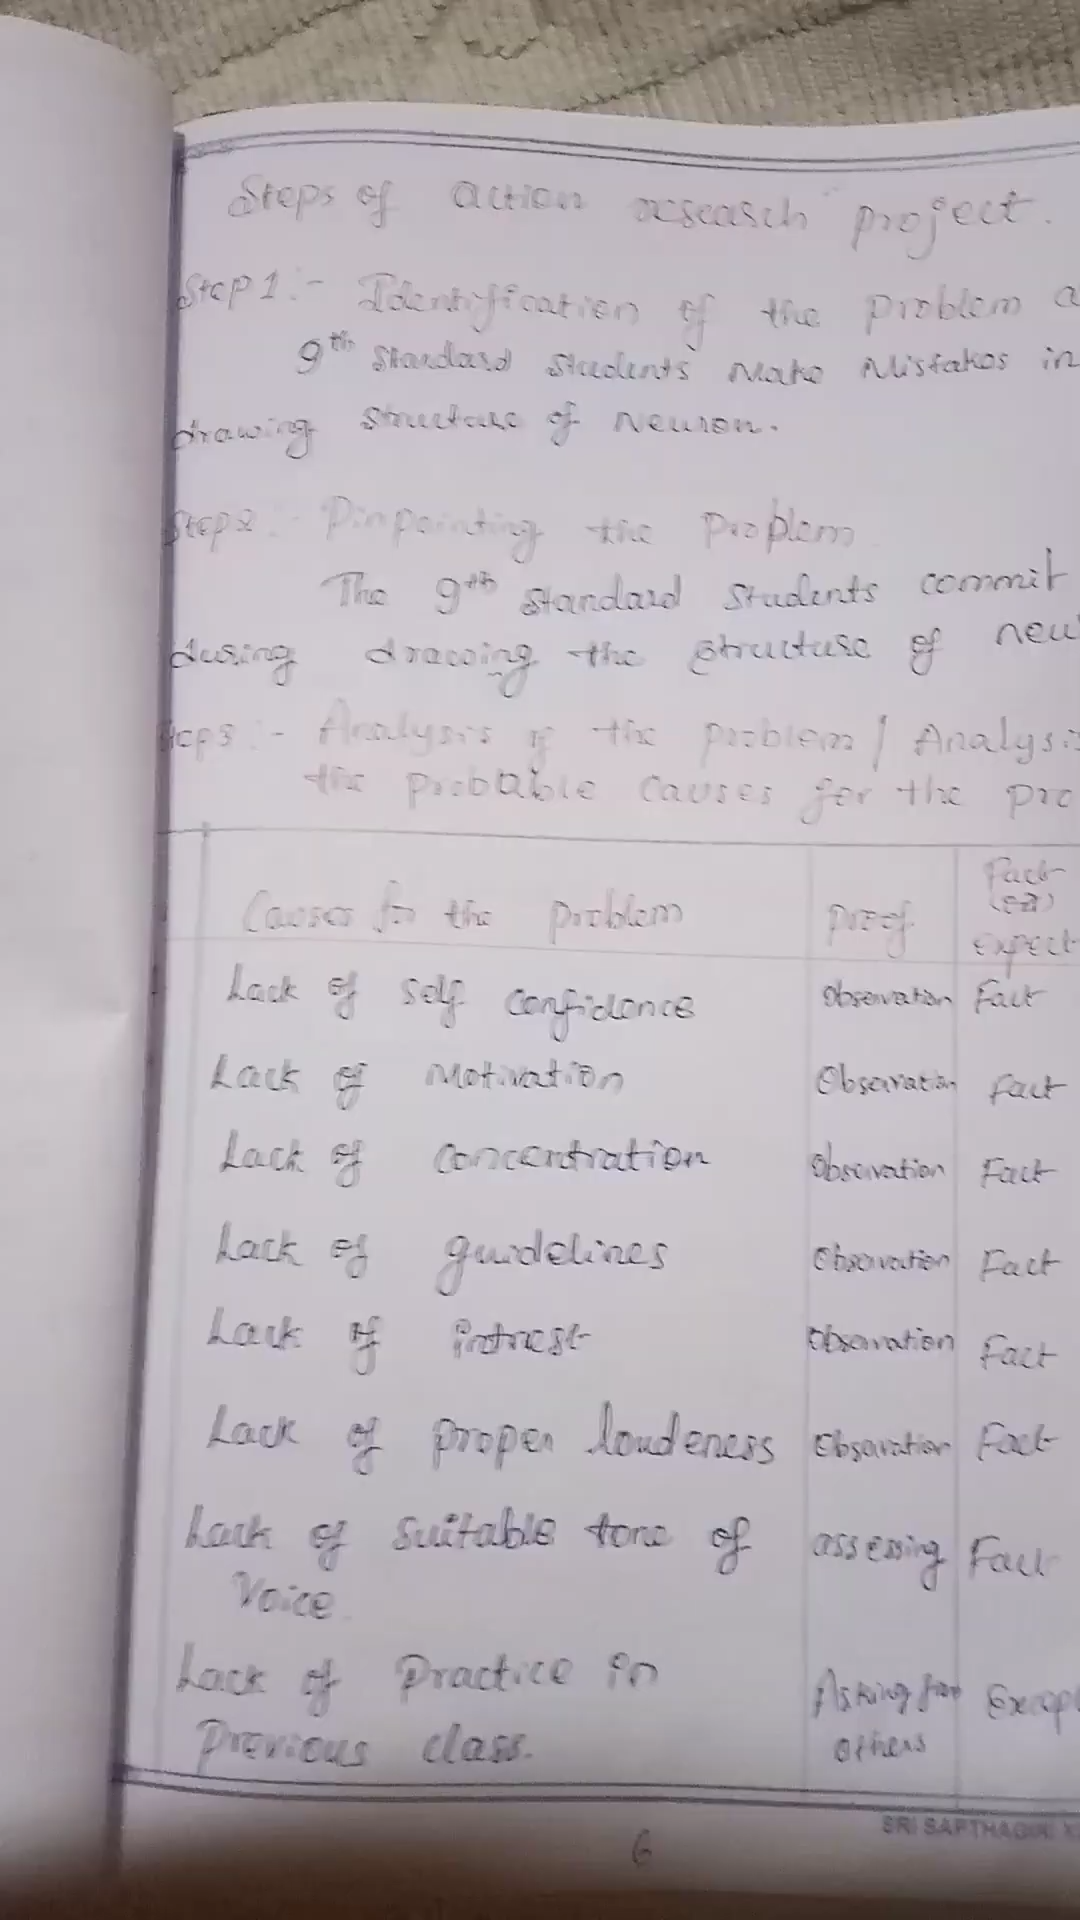 Steps of action research project.
Step 1:- Identification of the problem a
9th standard students make mistakes in
drawing structure of neuron.
Step 2:- Pinpointing the problem
The 9th standard students commit
during drawing the structure of neu
Step 3:- Analysis of the problem / Analysis
the probable causes for the pro
Causes for the problem proof Fact (or) expect
Lack of self confidence Observation Fact
Lack of motivation Observation Fact
Lack of concentration Observation Fact
Lack of guidelines Observation Fact
Lack of intrest Observation Fact
Lack of proper loudeness Observation Fact
Lack of suitable tone of assessing Fact
Voice
Lack of Practice in Asking from
Previous class. others
SRI SAPTHAGIRI
6